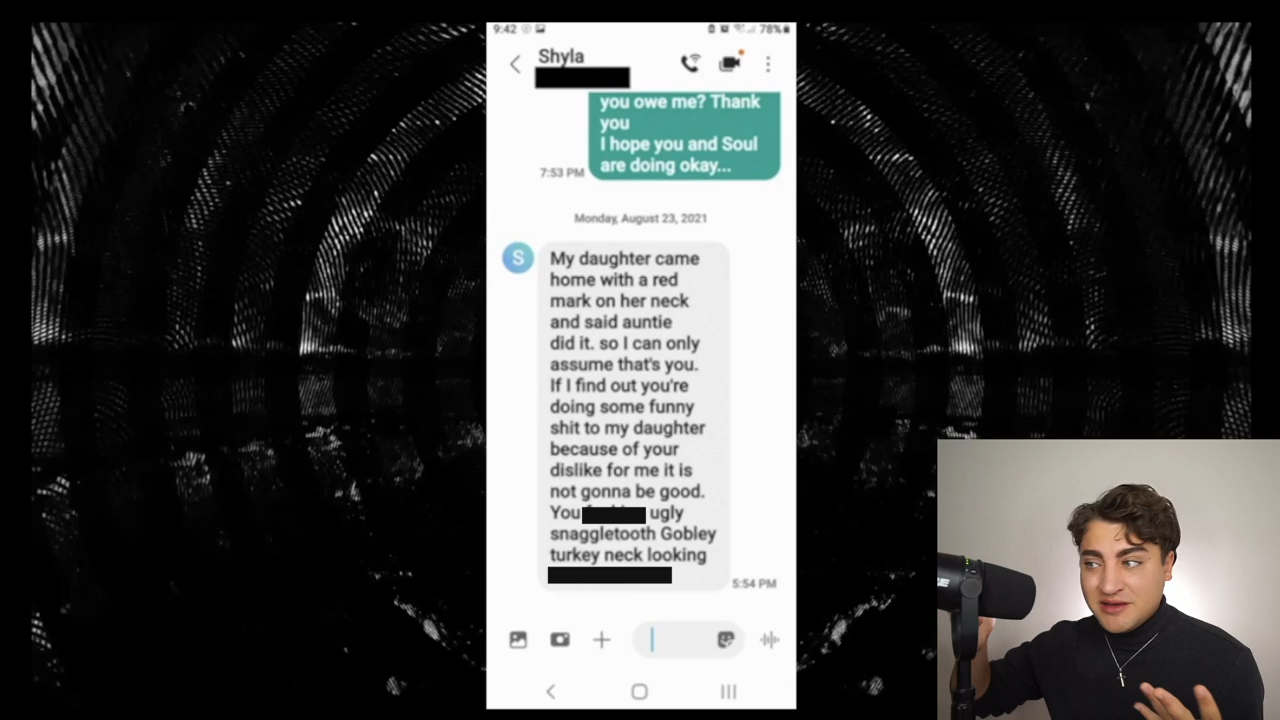 9:42
78%
Shyla
you owe me? Thank
you
I hope you and Soul
are doing okay...
7:53 PM
Monday, August 23, 2021
S
My daughter came
home with a red
mark on her neck
and said auntie
did it. so I can only
assume that's you.
If I find out you're
doing some funny
shit to my daughter
because of your
dislike for me it is
not gonna be good.
You ugly
snaggletooth Gobley
turkey neck looking
5:54 PM